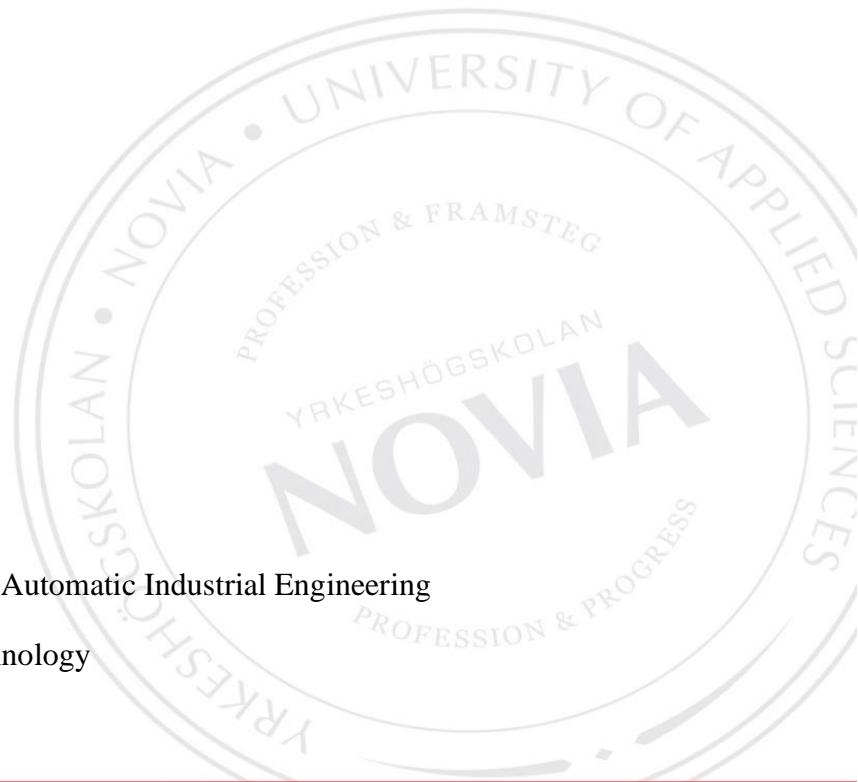 YRKESHÖGSKOLAN • NOVIA • UNIVERSITY OF APPLIED SCIENCES
PROFESSION & FRAMSTEG
YRKESHÖGSKOLAN
NOVIA
PROFESSION & PROGRESS
Automatic Industrial Engineering
nology